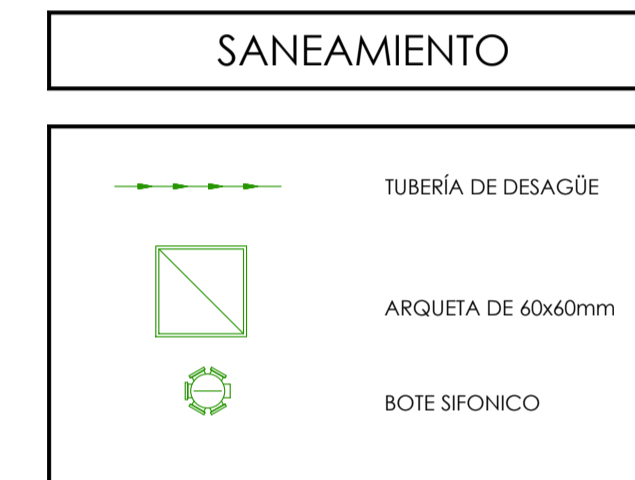 SANEAMIENTO
TUBERÍA DE DESAGÜE
ARQUETA DE 60x60mm
BOTE SIFONICO